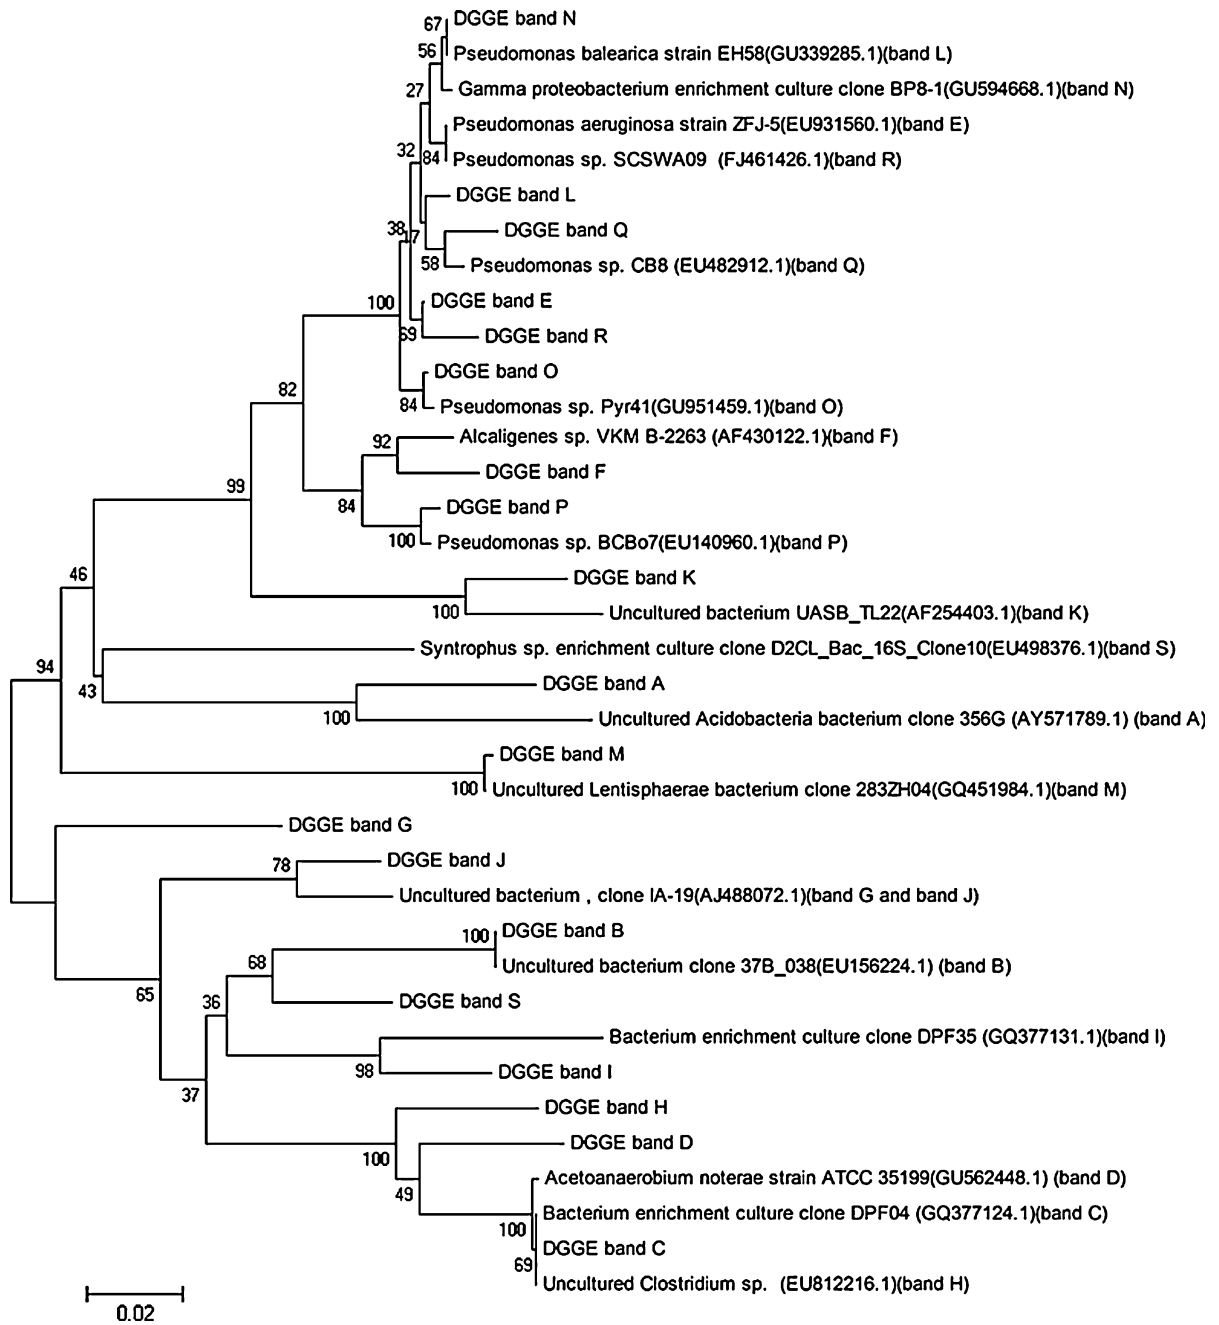 DGGE band N
67
Pseudomonas balearica strain EH58(GU339285.1)(band L)
56
Gamma proteobacterium enrichment culture clone BP8-1(GU594668.1)(band N)
27
Pseudomonas aeruginosa strain ZFJ-5(EU931560.1)(band E)
32
84
Pseudomonas sp. SCSWA09 (FJ461426.1)(band R)
DGGE band L
38
7
DGGE band Q
58
Pseudomonas sp. CB8 (EU482912.1)(band Q)
100
DGGE band E
69
DGGE band R
DGGE band O
82
84
Pseudomonas sp. Pyr41(GU951459.1)(band O)
92
Alcaligenes sp. VKM B-2263 (AF430122.1)(band F)
DGGE band F
99
84
DGGE band P
100
Pseudomonas sp. BCBo7(EU140960.1)(band P)
46
DGGE band K
100
Uncultured bacterium UASB_TL22(AF254403.1)(band K)
Syntrophus sp. enrichment culture clone D2CL_Bac_16S_Clone10(EU498376.1)(band S)
94
43
DGGE band A
100
Uncultured Acidobacteria bacterium clone 356G (AY571789.1) (band A)
DGGE band M
100
Uncultured Lentisphaerae bacterium clone 283ZH04(GQ451984.1)(band M)
DGGE band G
78
DGGE band J
Uncultured bacterium , clone IA-19(AJ488072.1)(band G and band J)
100
DGGE band B
68
Uncultured bacterium clone 37B_038(EU156224.1) (band B)
65
36
DGGE band S
Bacterium enrichment culture clone DPF35 (GQ377131.1)(band I)
98
DGGE band I
37
DGGE band H
DGGE band D
100
Acetoanaerobium noterae strain ATCC 35199(GU562448.1) (band D)
49
Bacterium enrichment culture clone DPF04 (GQ377124.1)(band C)
100
DGGE band C
69
Uncultured Clostridium sp. (EU812216.1)(band H)
0.02